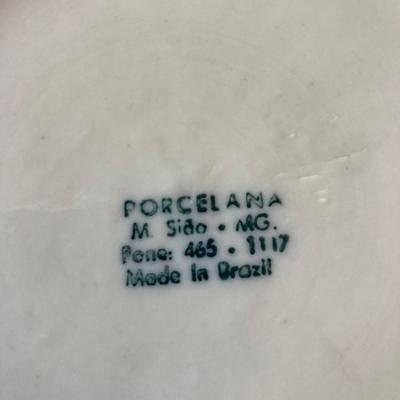 PORCELANA
M. Sião • MG.
Fone: 465 • 1117
Made in Brazil